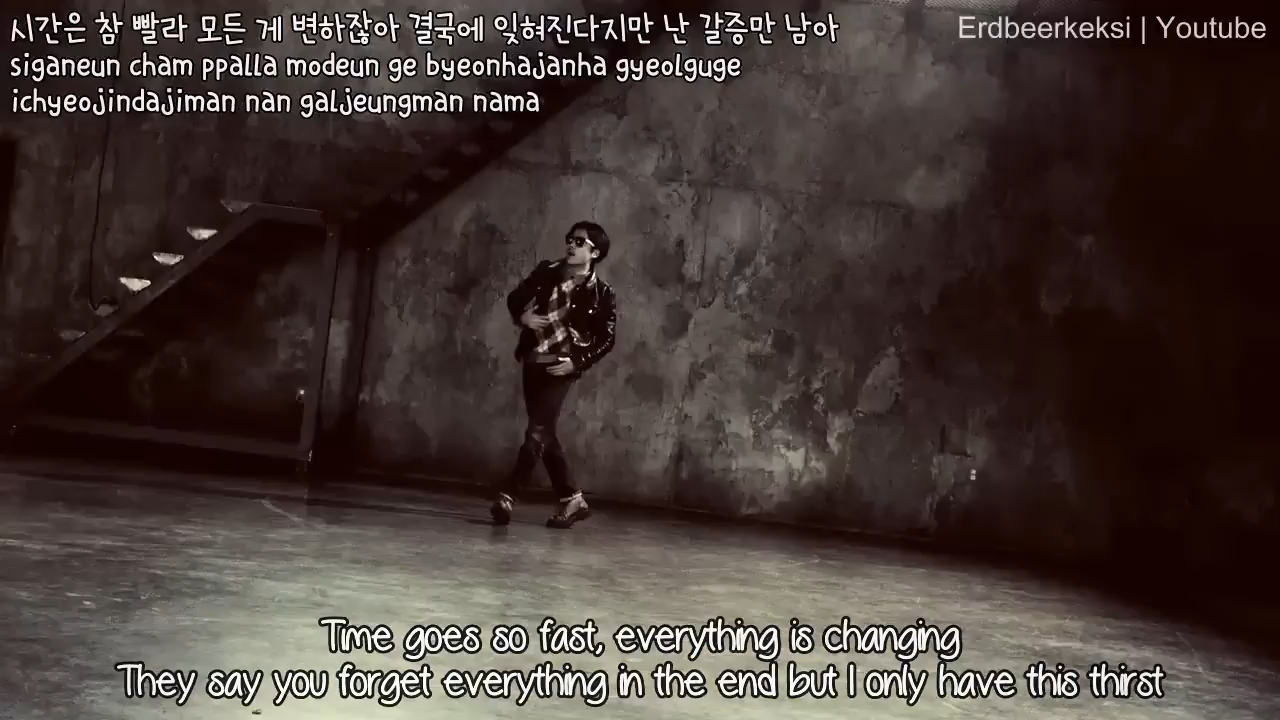 시간은 참 빨라 모든 게 변하잖아 결국에 잊혀진다지만 난 갈증만 남아
Erdbeerkeksi | Youtube
siganeun cham ppalla modeun ge byeonhajanha gyeolguge
ichyeojindajiman nan galjeungman nama
Time goes so fast, everything is changing
They say you forget everything in the end but I only have this thirst